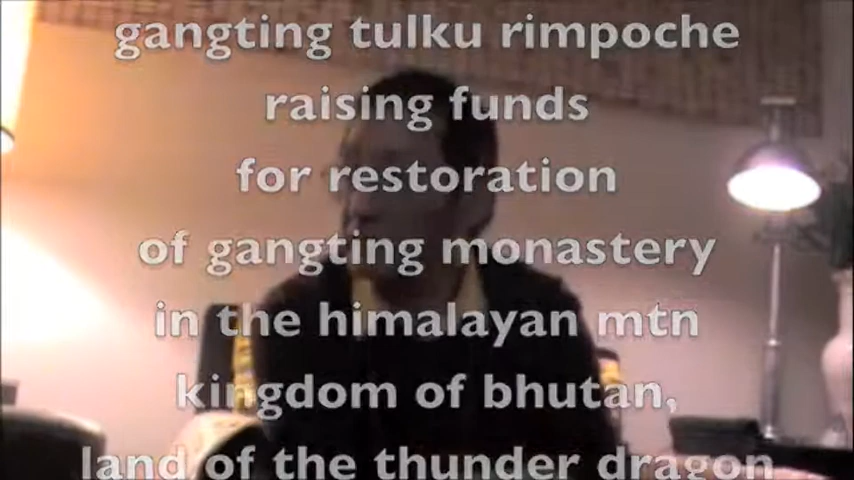 gangting tulku rimpoche
raising funds
for restoration
of gangting monastery
in the himalayan mtn
kingdom of bhutan,
land of the thunder dragon